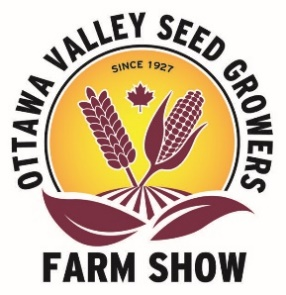 OTTAWA VALLEY SEED GROWERS
SINCE 1927
FARM SHOW